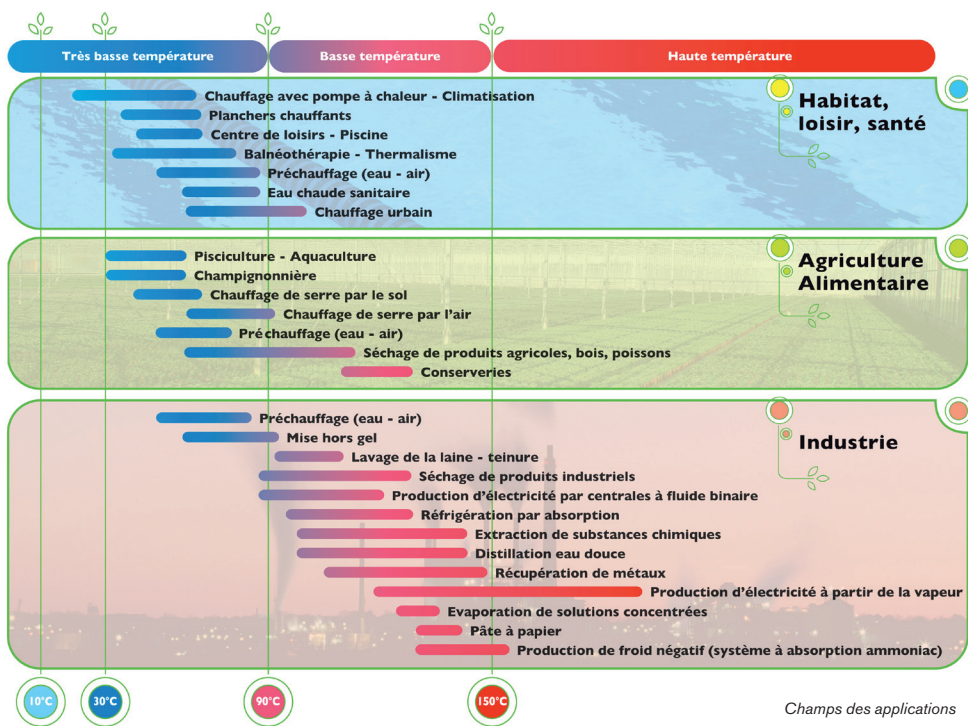 Très basse température
Basse température
Haute température
Habitat,
loisir, santé
Chauffage avec pompe à chaleur - Climatisation
Planchers chauffants
Centre de loisirs - Piscine
Balnéothérapie - Thermalisme
Préchauffage (eau - air)
Eau chaude sanitaire
Chauffage urbain
Agriculture
Alimentaire
Pisciculture - Aquaculture
Champignonnière
Chauffage de serre par le sol
Chauffage de serre par l'air
Préchauffage (eau - air)
Séchage de produits agricoles, bois, poissons
Conserveries
Industrie
Préchauffage (eau - air)
Mise hors gel
Lavage de la laine - teinure
Séchage de produits industriels
Production d'électricité par centrales à fluide binaire
Réfrigération par absorption
Extraction de substances chimiques
Distillation eau douce
Récupération de métaux
Production d'électricité à partir de la vapeur
Evaporation de solutions concentrées
Pâte à papier
Production de froid négatif (système à absorption ammoniac)
10°C
30°C
90°C
150°C
Champs des applications